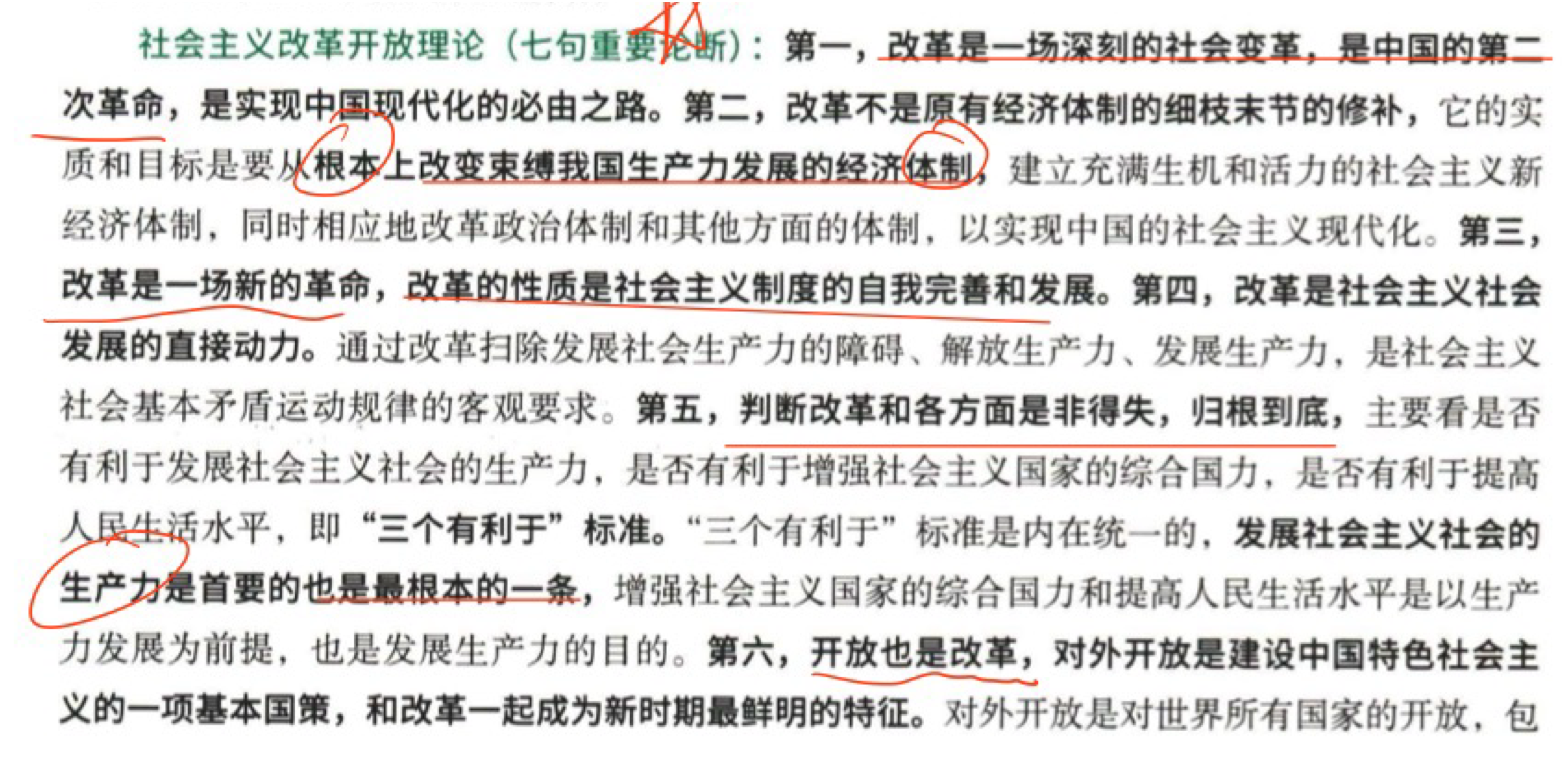 社会主义改革开放理论（七句重要论断）：第一，改革是一场深刻的社会变革，是中国的第二
次革命，是实现中国现代化的必由之路。第二，改革不是原有经济体制的细枝末节的修补，它的实
质和目标是要从根本上改变束缚我国生产力发展的经济体制，建立充满生机和活力的社会主义新
经济体制，同时相应地改革政治体制和其他方面的体制，以实现中国的社会主义现代化。第三，
改革是一场新的革命，改革的性质是社会主义制度的自我完善和发展。第四，改革是社会主义社会
发展的直接动力。通过改革扫除发展社会生产力的障碍、解放生产力、发展生产力，是社会主义
社会基本矛盾运动规律的客观要求。第五，判断改革和各方面是非得失，归根到底，主要看是否
有利于发展社会主义社会的生产力，是否有利于增强社会主义国家的综合国力，是否有利于提高
人民生活水平，即“三个有利于”标准。“三个有利于”标准是内在统一的，发展社会主义社会的
生产力是首要的也是最根本的一条，增强社会主义国家的综合国力和提高人民生活水平是以生产
力发展为前提，也是发展生产力的目的。第六，开放也是改革，对外开放是建设中国特色社会主
义的一项基本国策，和改革一起成为新时期最鲜明的特征。对外开放是对世界所有国家的开放，包